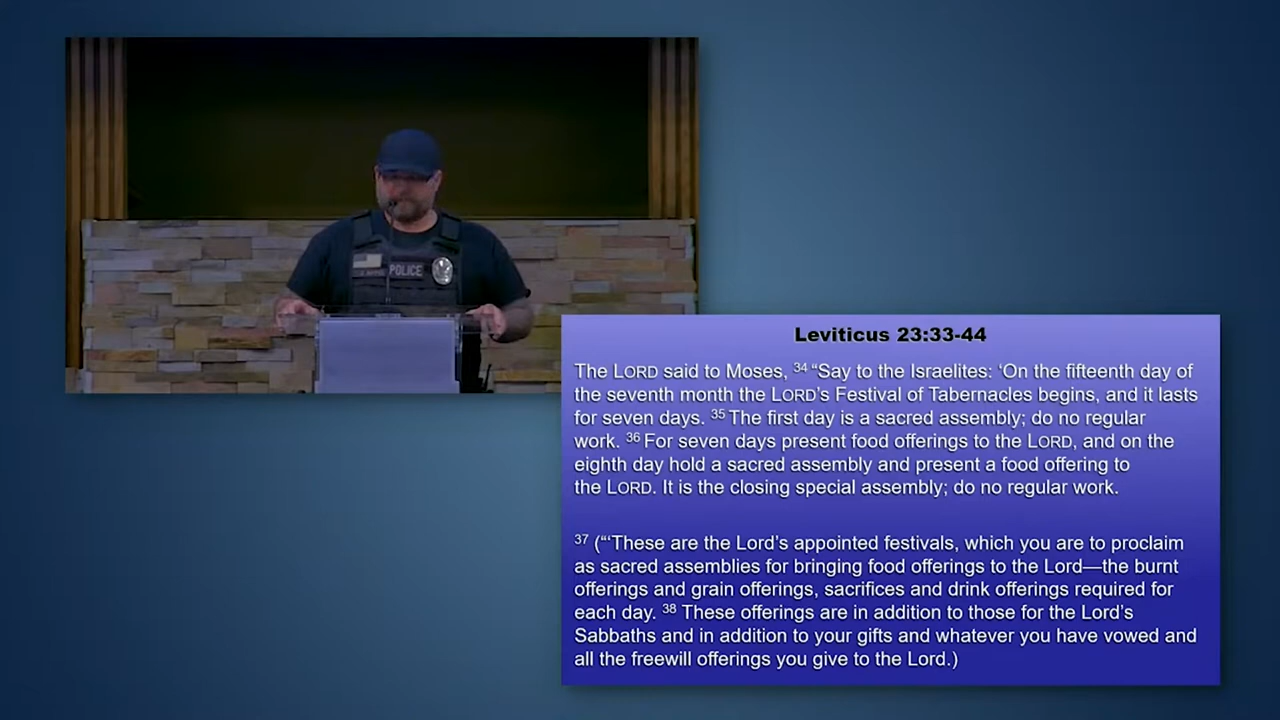 POLICE
Leviticus 23:33-44
The LORD said to Moses, 34 “Say to the Israelites: ‘On the fifteenth day of
the seventh month the LORD’s Festival of Tabernacles begins, and it lasts
for seven days. 35 The first day is a sacred assembly; do no regular
work. 36 For seven days present food offerings to the LORD, and on the
eighth day hold a sacred assembly and present a food offering to
the LORD. It is the closing special assembly; do no regular work.
37 (“‘These are the Lord’s appointed festivals, which you are to proclaim
as sacred assemblies for bringing food offerings to the Lord—the burnt
offerings and grain offerings, sacrifices and drink offerings required for
each day. 38 These offerings are in addition to those for the Lord’s
Sabbaths and in addition to your gifts and whatever you have vowed and
all the freewill offerings you give to the Lord.)